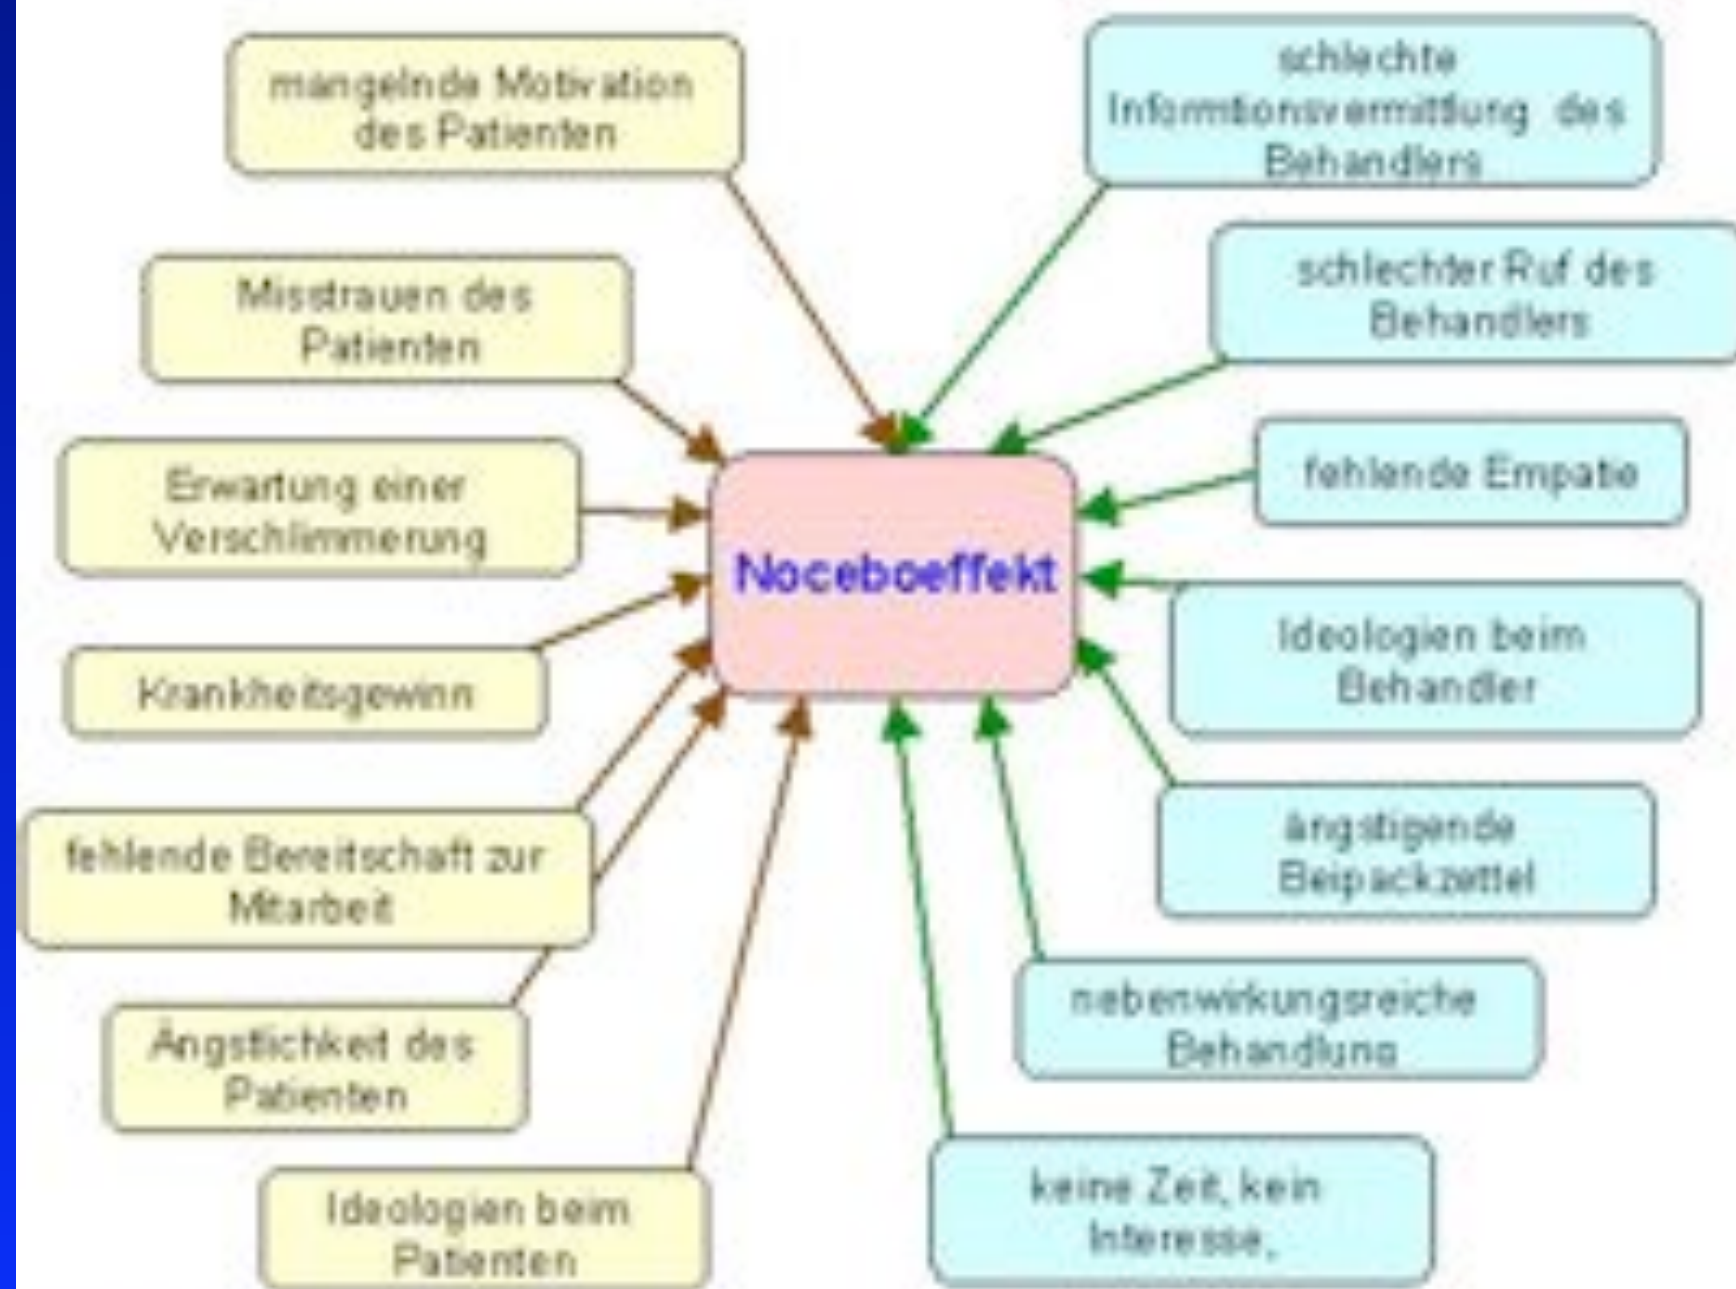 mangelnde Motivation
des Patienten
Misstrauen des
Patienten
Erwartung einer
Verschlimmerung
Krankheitsgewinn
fehlende Bereitschaft zur
Mitarbeit
Ängstlichkeit des
Patienten
Ideologien beim
Patienten
Noceboeffekt
schlechte
Informtionsvermittlung des
Behandlers
schlechter Ruf des
Behandlers
fehlende Empatie
Ideologien beim
Behandler
ängstigende
Beipackzettel
nebenwirkungsreiche
Behandlung
keine Zeit, kein
Interesse,